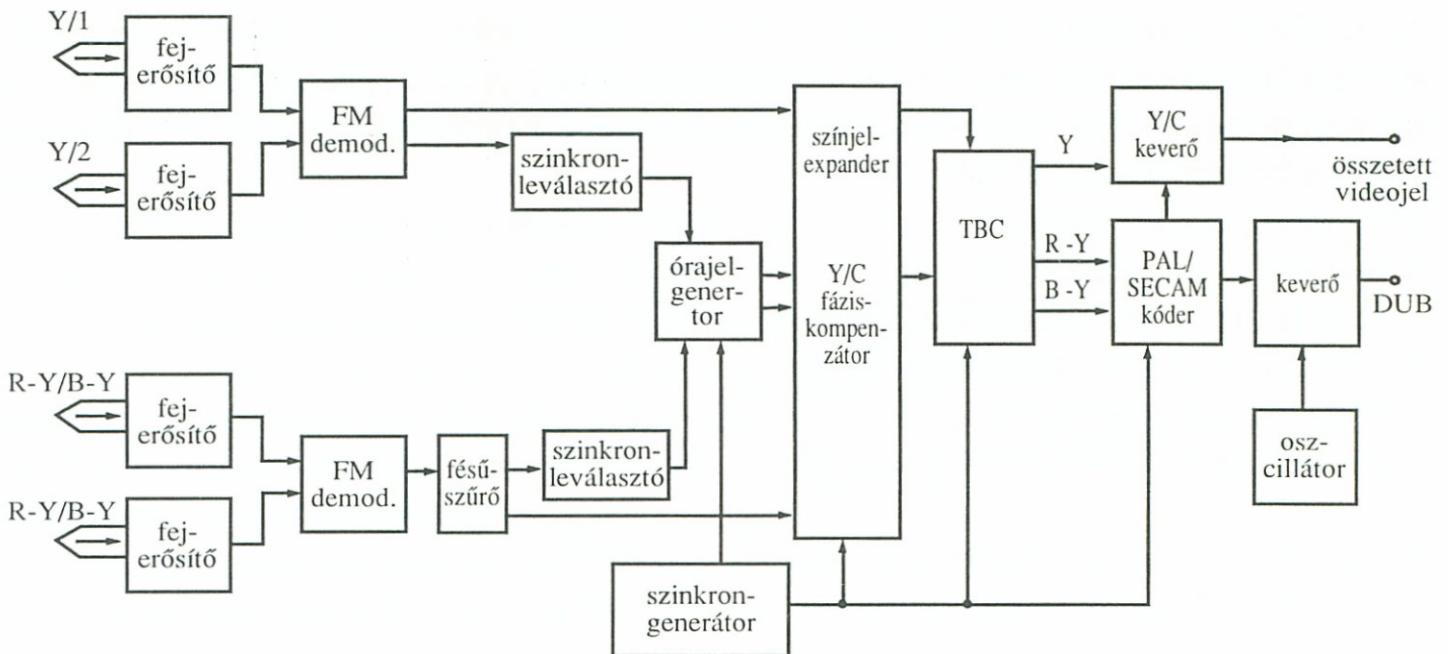 Y/1
fej-
erősítő
Y/2
fej-
erősítő
FM
demod.
szinkron-
leválasztó
órajel-
gener-
tor
R-Y/B-Y
fej-
erősítő
R-Y/B-Y
fej-
erősítő
FM
demod.
fésű-
szűrő
szinkron-
leválasztó
szinkron-
generátor
színjel-
expander
Y/C
fázis-
kompen-
zátor
TBC
Y
R-Y
B-Y
Y/C
keverő
összetett
videojel
PAL/
SECAM
kóder
keverő
DUB
osz-
cillátor